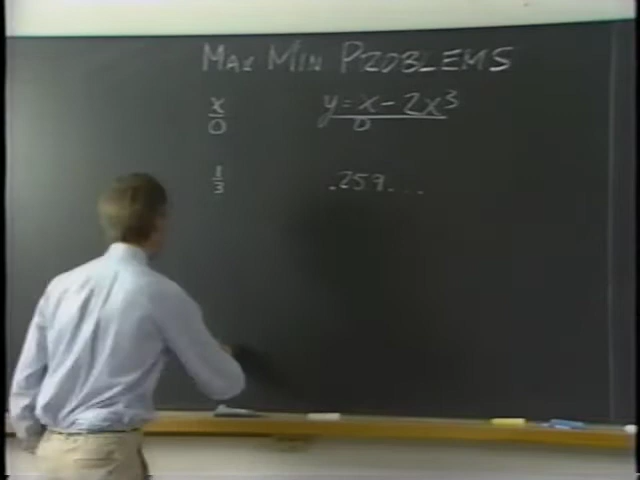 Max Min Problems
x y = x - 2x³
0 0
1/3 .259...